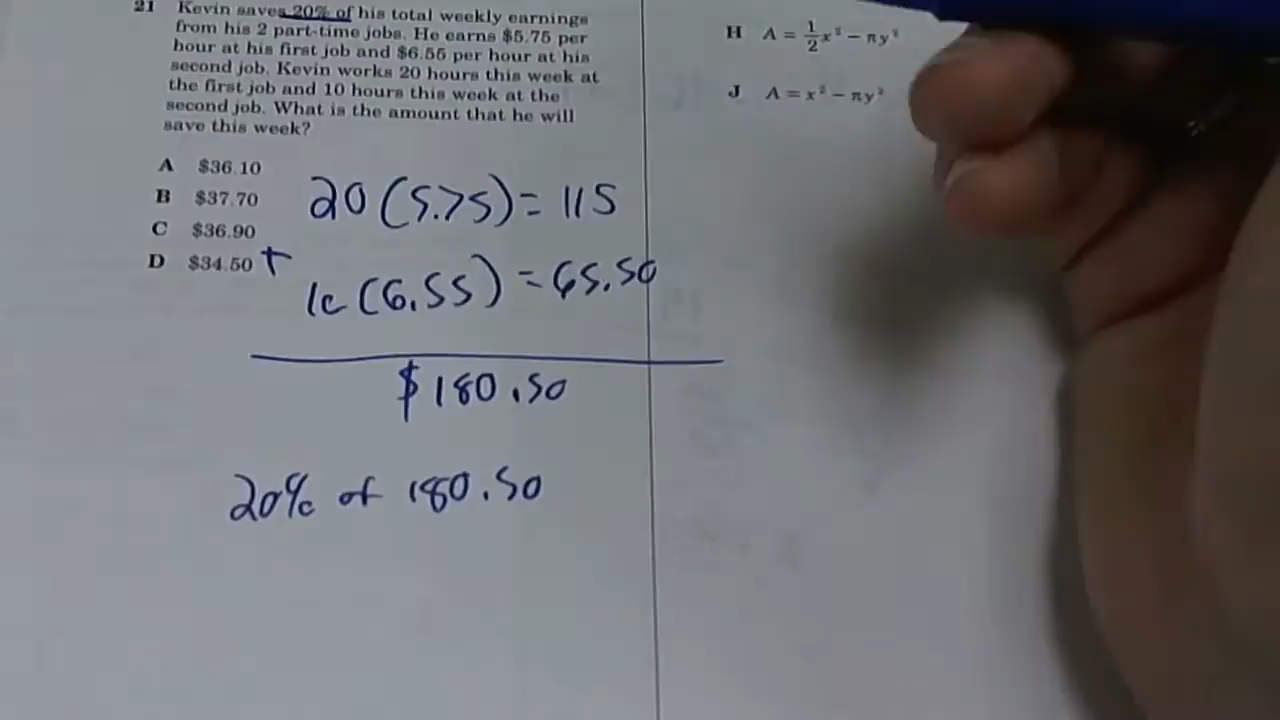 21 Kevin saves 20% of his total weekly earnings
from his 2 part-time jobs. He earns $5.75 per
hour at his first job and $6.55 per hour at his
second job. Kevin works 20 hours this week at
the first job and 10 hours this week at the
second job. What is the amount that he will
save this week?
A $36.10
B $37.70
C $36.90
D $34.50
20(5.75) = 115
+ 10(6.55) = 65.50
$180.50
20% of 180.50
H A = 1/2x² − πy²
J A = x² − πy²